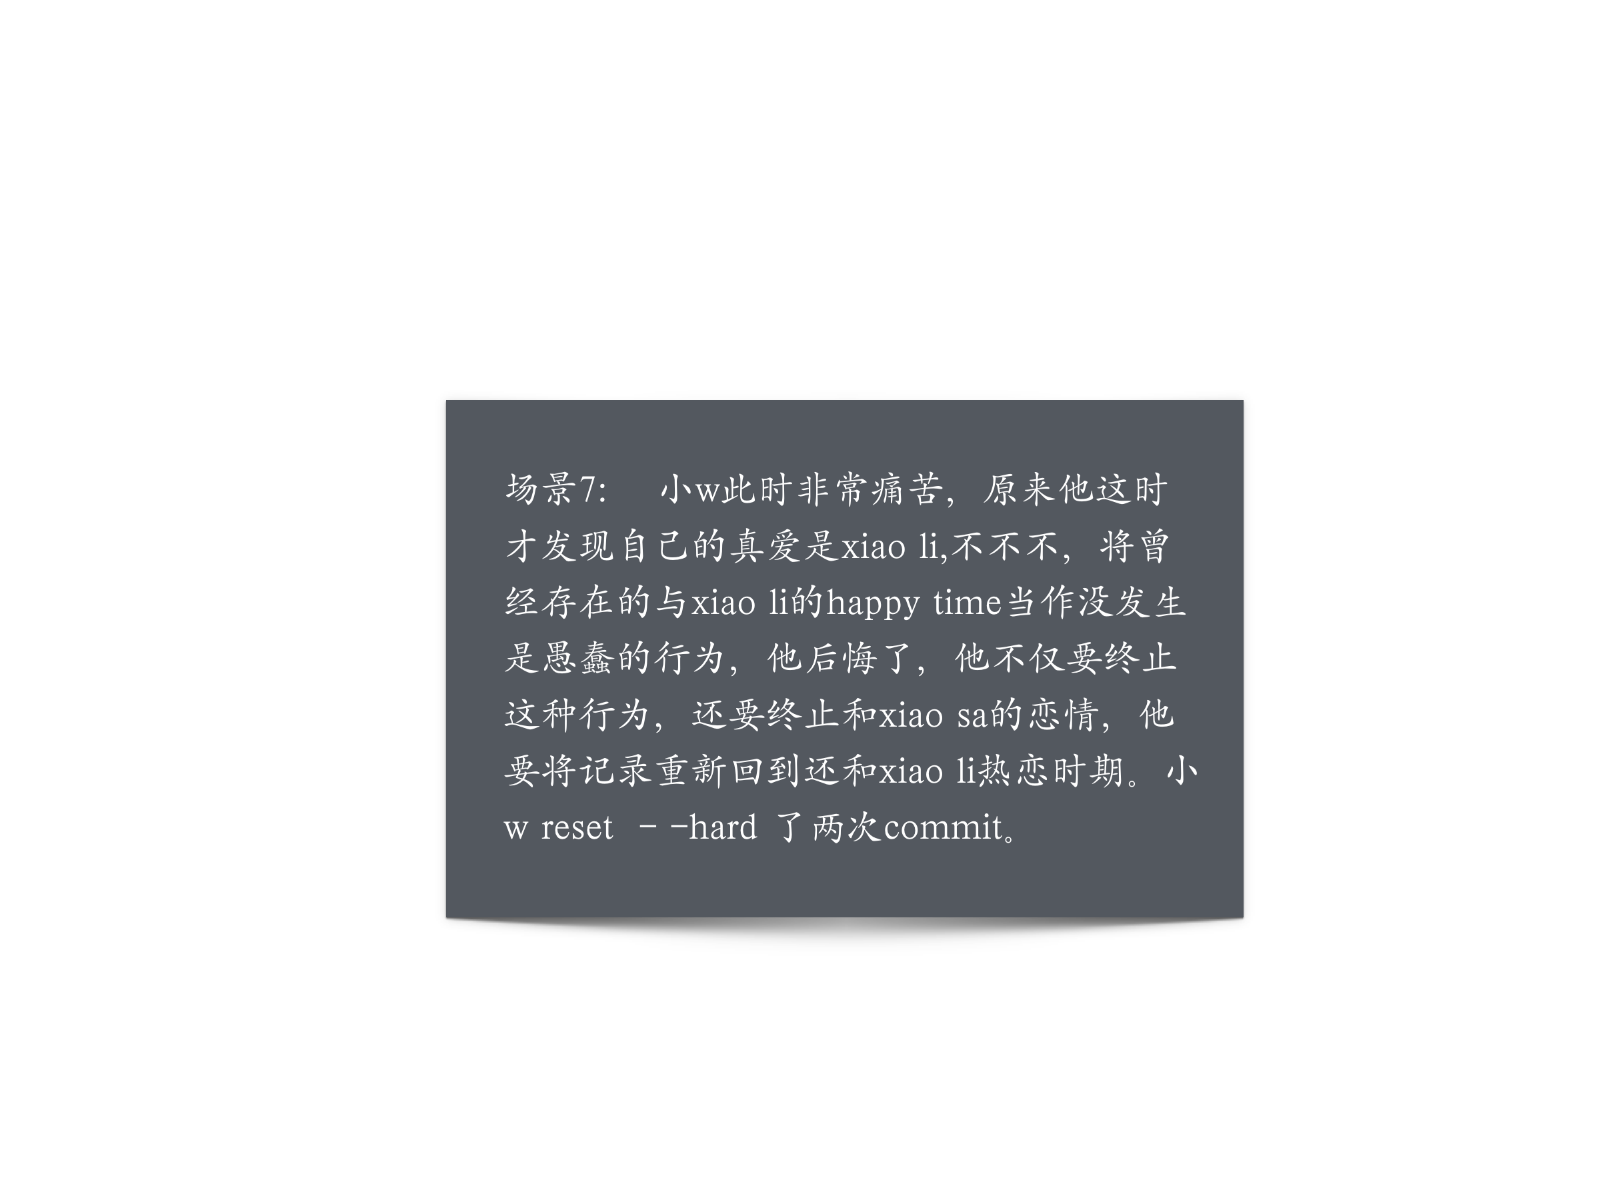 场景7:　小w此时非常痛苦，原来他这时
才发现自己的真爱是xiao li,不不不，将曾
经存在的与xiao li的happy time当作没发生
是愚蠢的行为，他后悔了，他不仅要终止
这种行为，还要终止和xiao sa的恋情，他
要将记录重新回到还和xiao li热恋时期。小
w reset  - -hard 了两次commit。